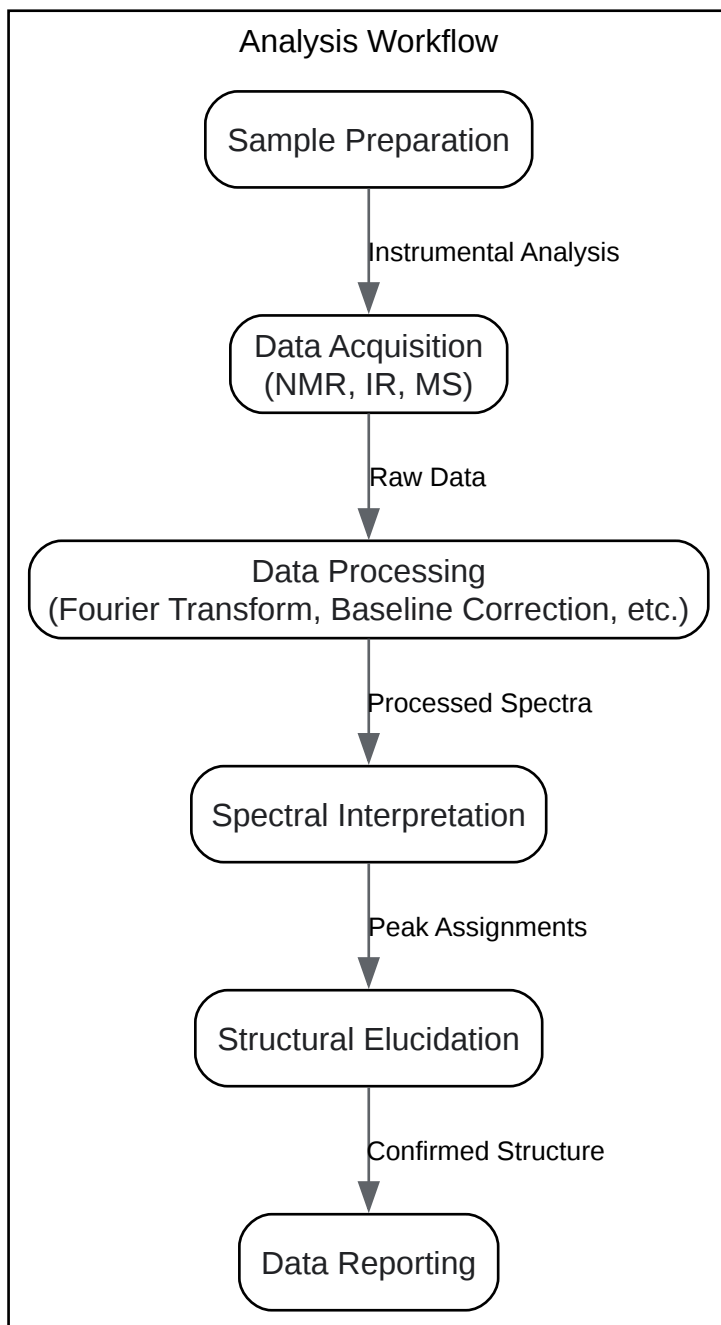 Analysis Workflow
Sample Preparation
Instrumental Analysis
Data Acquisition
(NMR, IR, MS)
Raw Data
Data Processing
(Fourier Transform, Baseline Correction, etc.)
Processed Spectra
Spectral Interpretation
Peak Assignments
Structural Elucidation
Confirmed Structure
Data Reporting